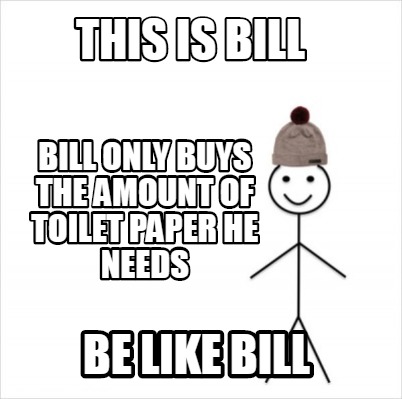 THIS IS BILL
BILL ONLY BUYS
THE AMOUNT OF
TOILET PAPER HE
NEEDS
BE LIKE BILL